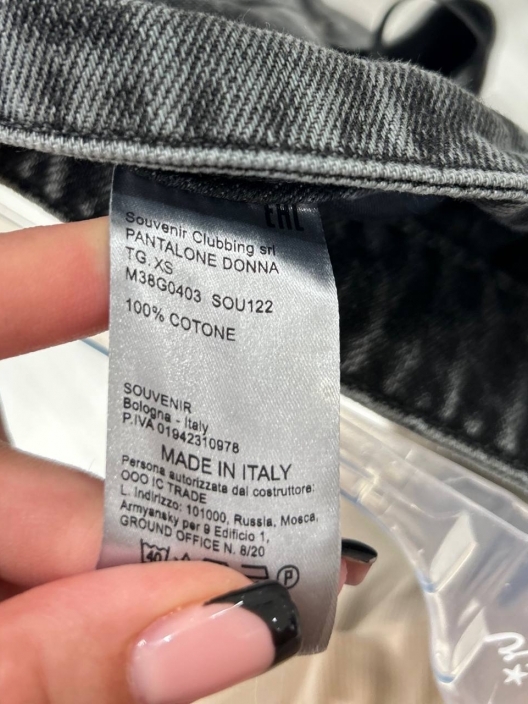 EAC
Souvenir Clubbing srl
PANTALONE DONNA
TG.XS
M38G0403 SOU122
100% COTONE
SOUVENIR
Bologna - Italy
P.IVA 01942310978
MADE IN ITALY
Persona autorizzata dal costruttore:
OOO IC TRADE
L. Indirizzo: 101000, Russia, Mosca,
Armyansky per 9 Edificio 1,
GROUND OFFICE N. 8/20
40
P